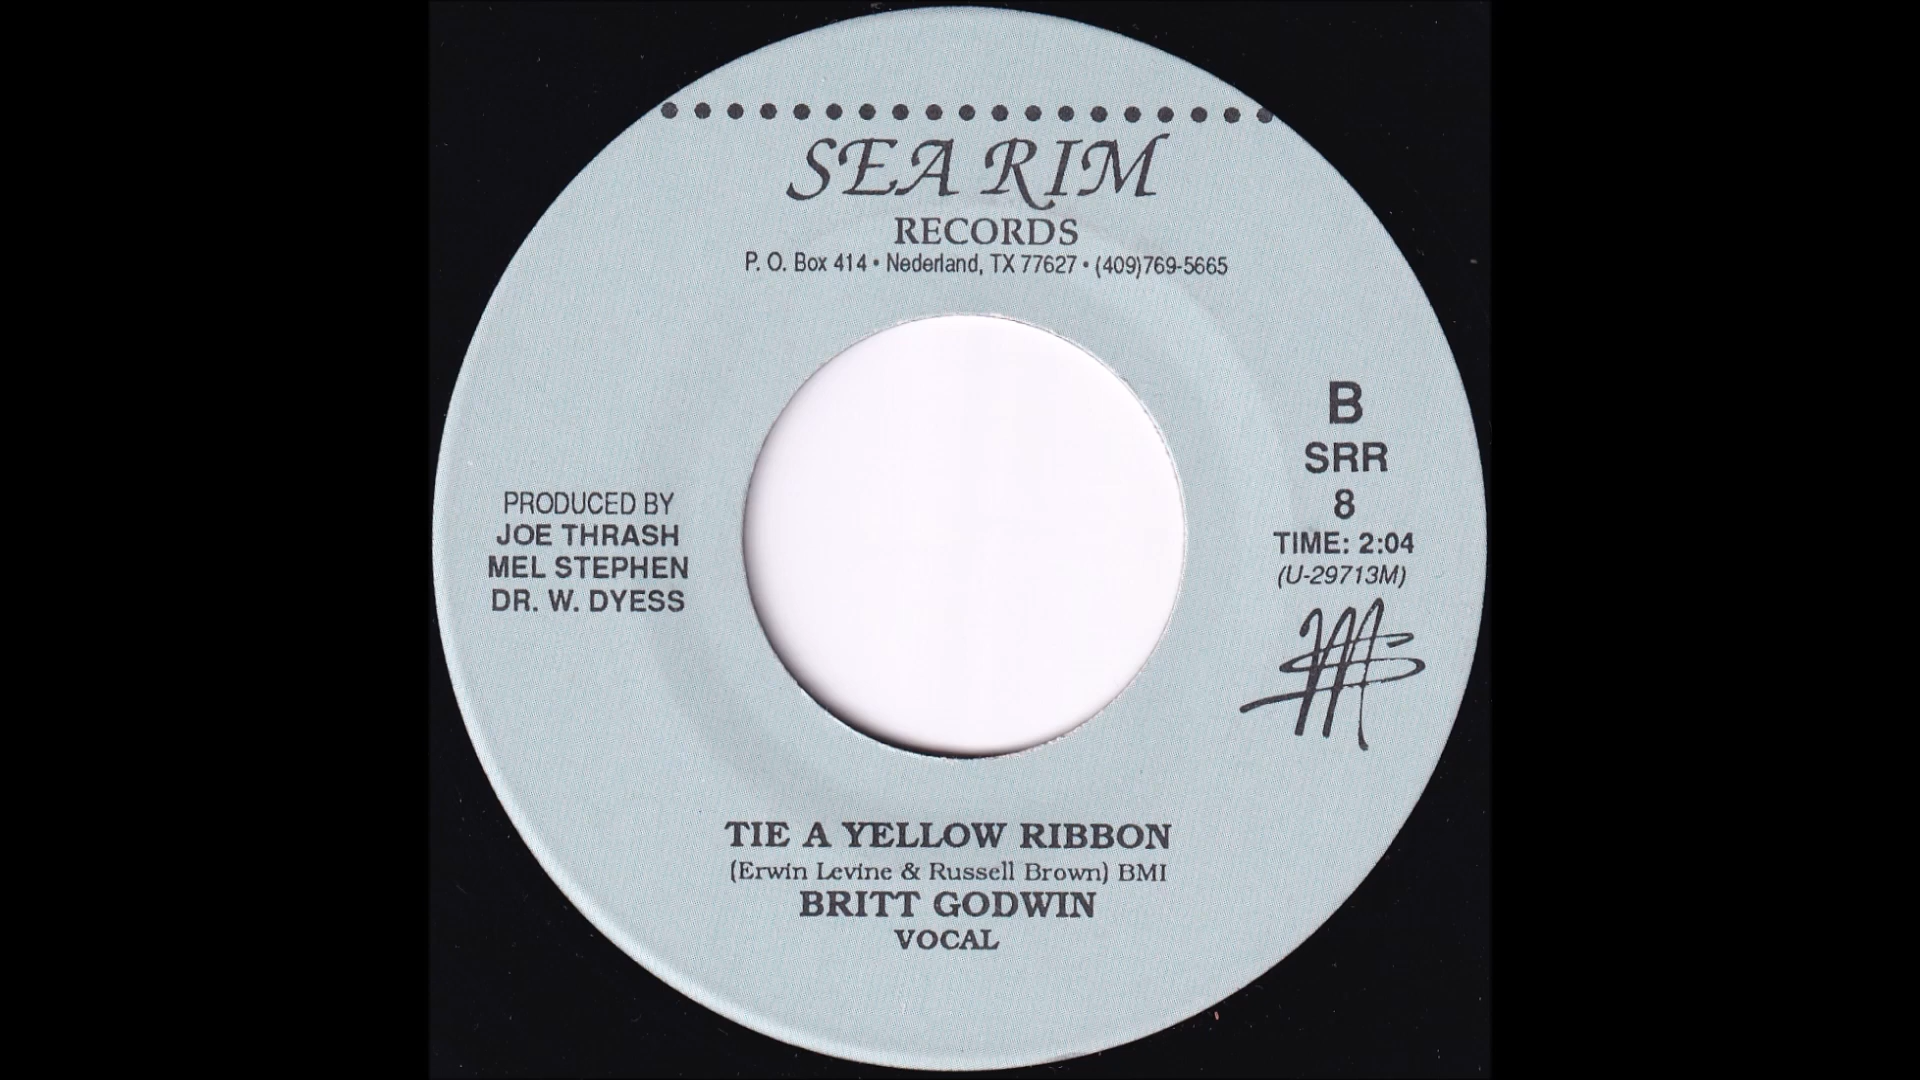 SEA RIM
RECORDS
P. O. Box 414 • Nederland, TX 77627 • (409)769-5665
B
SRR
8
TIME: 2:04
(U-29713M)
PRODUCED BY
JOE THRASH
MEL STEPHEN
DR. W. DYESS
TIE A YELLOW RIBBON
(Erwin Levine & Russell Brown) BMI
BRITT GODWIN
VOCAL